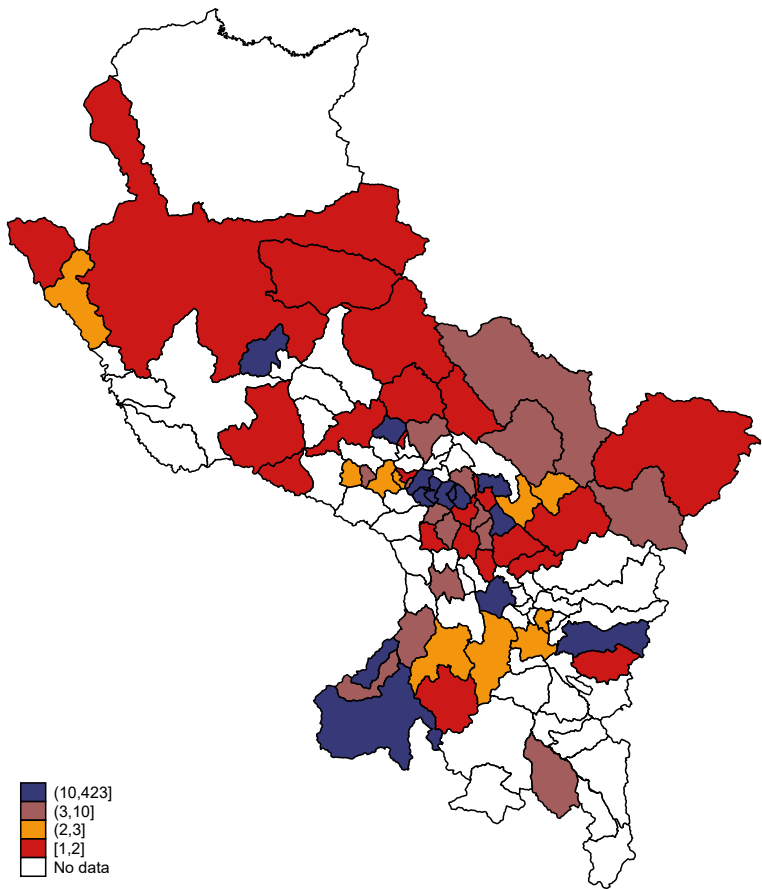 (10,423]
(3,10]
(2,3]
[1,2]
No data